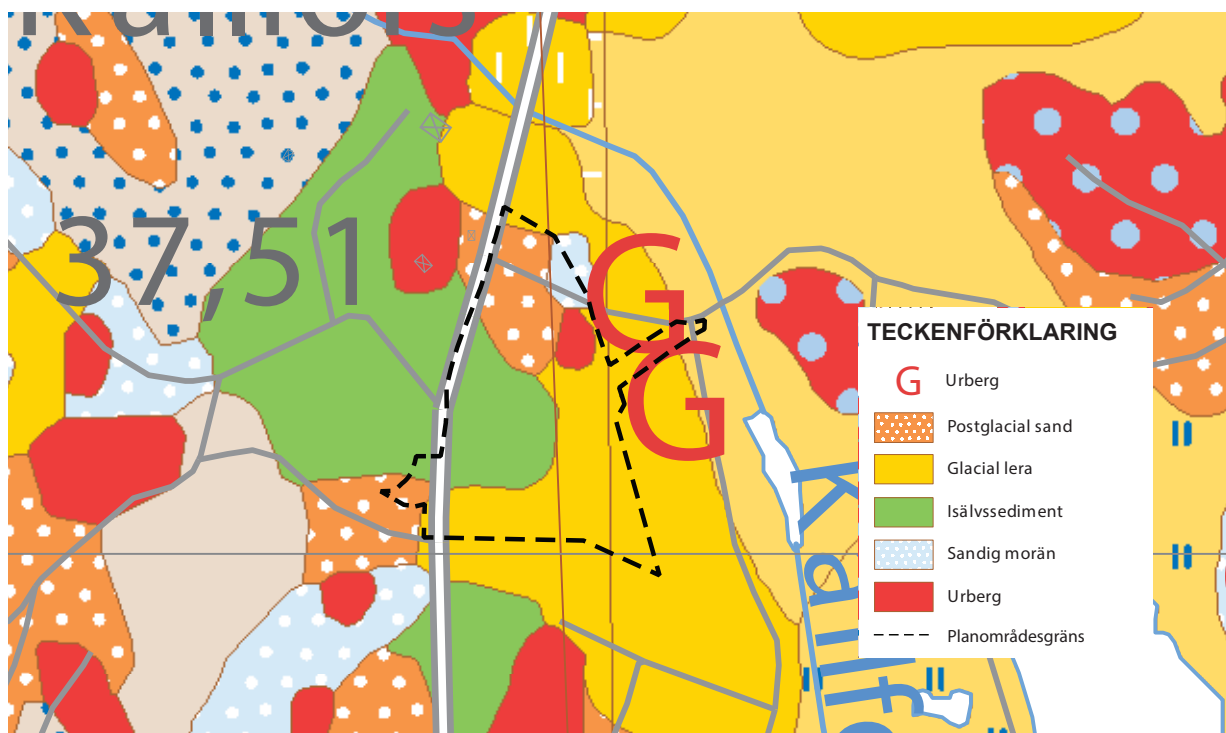 37,51
G
G
TECKENFÖRKLARING
G Urberg
Postglacial sand
Glacial lera
Isälvssediment
Sandig morän
Urberg
Planområdesgräns